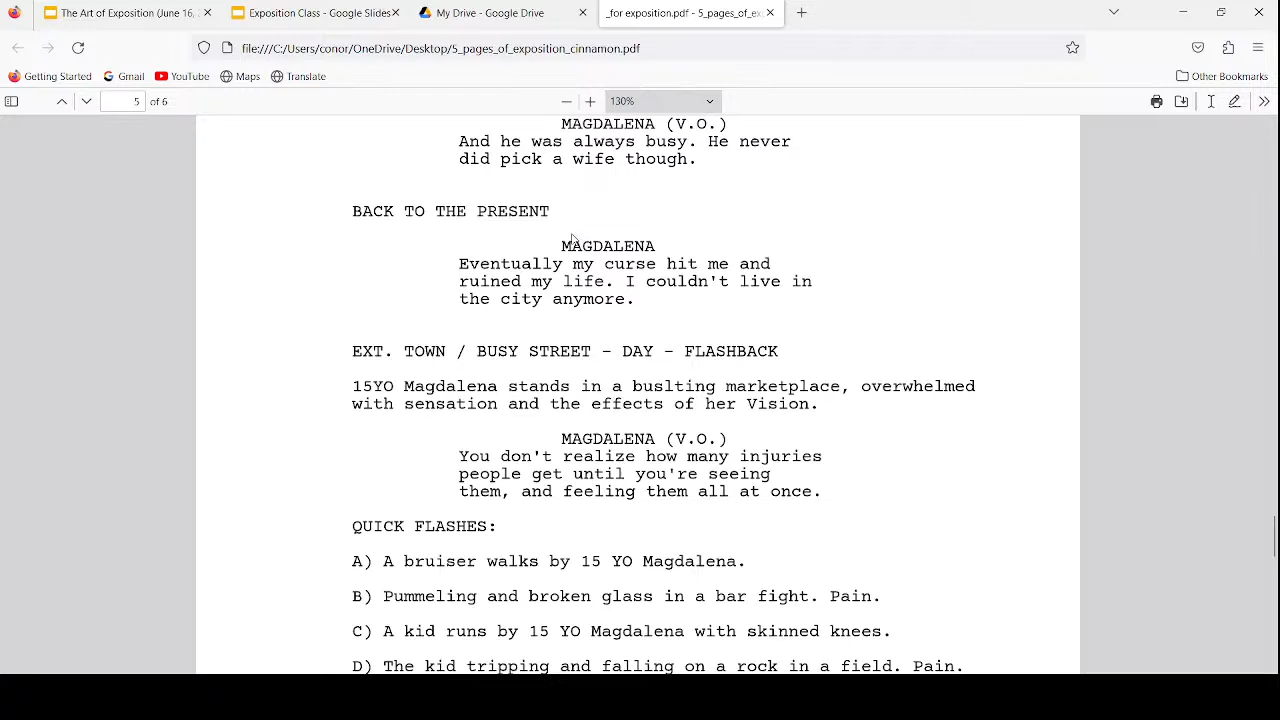 The Art of Exposition (June 16, 
Exposition Class - Google Slides
My Drive - Google Drive
_for exposition.pdf - 5_pages_of_ex
file:///C:/Users/conor/OneDrive/Desktop/5_pages_of_exposition_cinnamon.pdf
Getting Started
Gmail
YouTube
Maps
Translate
Other Bookmarks
5 of 6
130%
MAGDALENA (V.O.)
And he was always busy. He never
did pick a wife though.
BACK TO THE PRESENT
MAGDALENA
Eventually my curse hit me and
ruined my life. I couldn't live in
the city anymore.
EXT. TOWN / BUSY STREET - DAY - FLASHBACK
15YO Magdalena stands in a buslting marketplace, overwhelmed
with sensation and the effects of her Vision.
MAGDALENA (V.O.)
You don't realize how many injuries
people get until you're seeing
them, and feeling them all at once.
QUICK FLASHES:
A) A bruiser walks by 15 YO Magdalena.
B) Pummeling and broken glass in a bar fight. Pain.
C) A kid runs by 15 YO Magdalena with skinned knees.
D) The kid tripping and falling on a rock in a field. Pain.